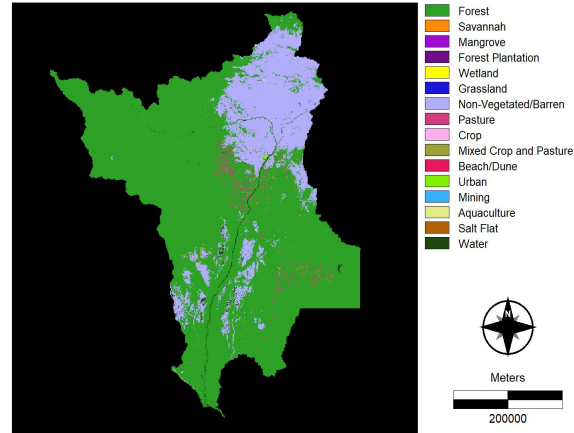 Forest
Savannah
Mangrove
Forest Plantation
Wetland
Grassland
Non-Vegetated/Barren
Pasture
Crop
Mixed Crop and Pasture
Beach/Dune
Urban
Mining
Aquaculture
Salt Flat
Water
N
Meters
200000